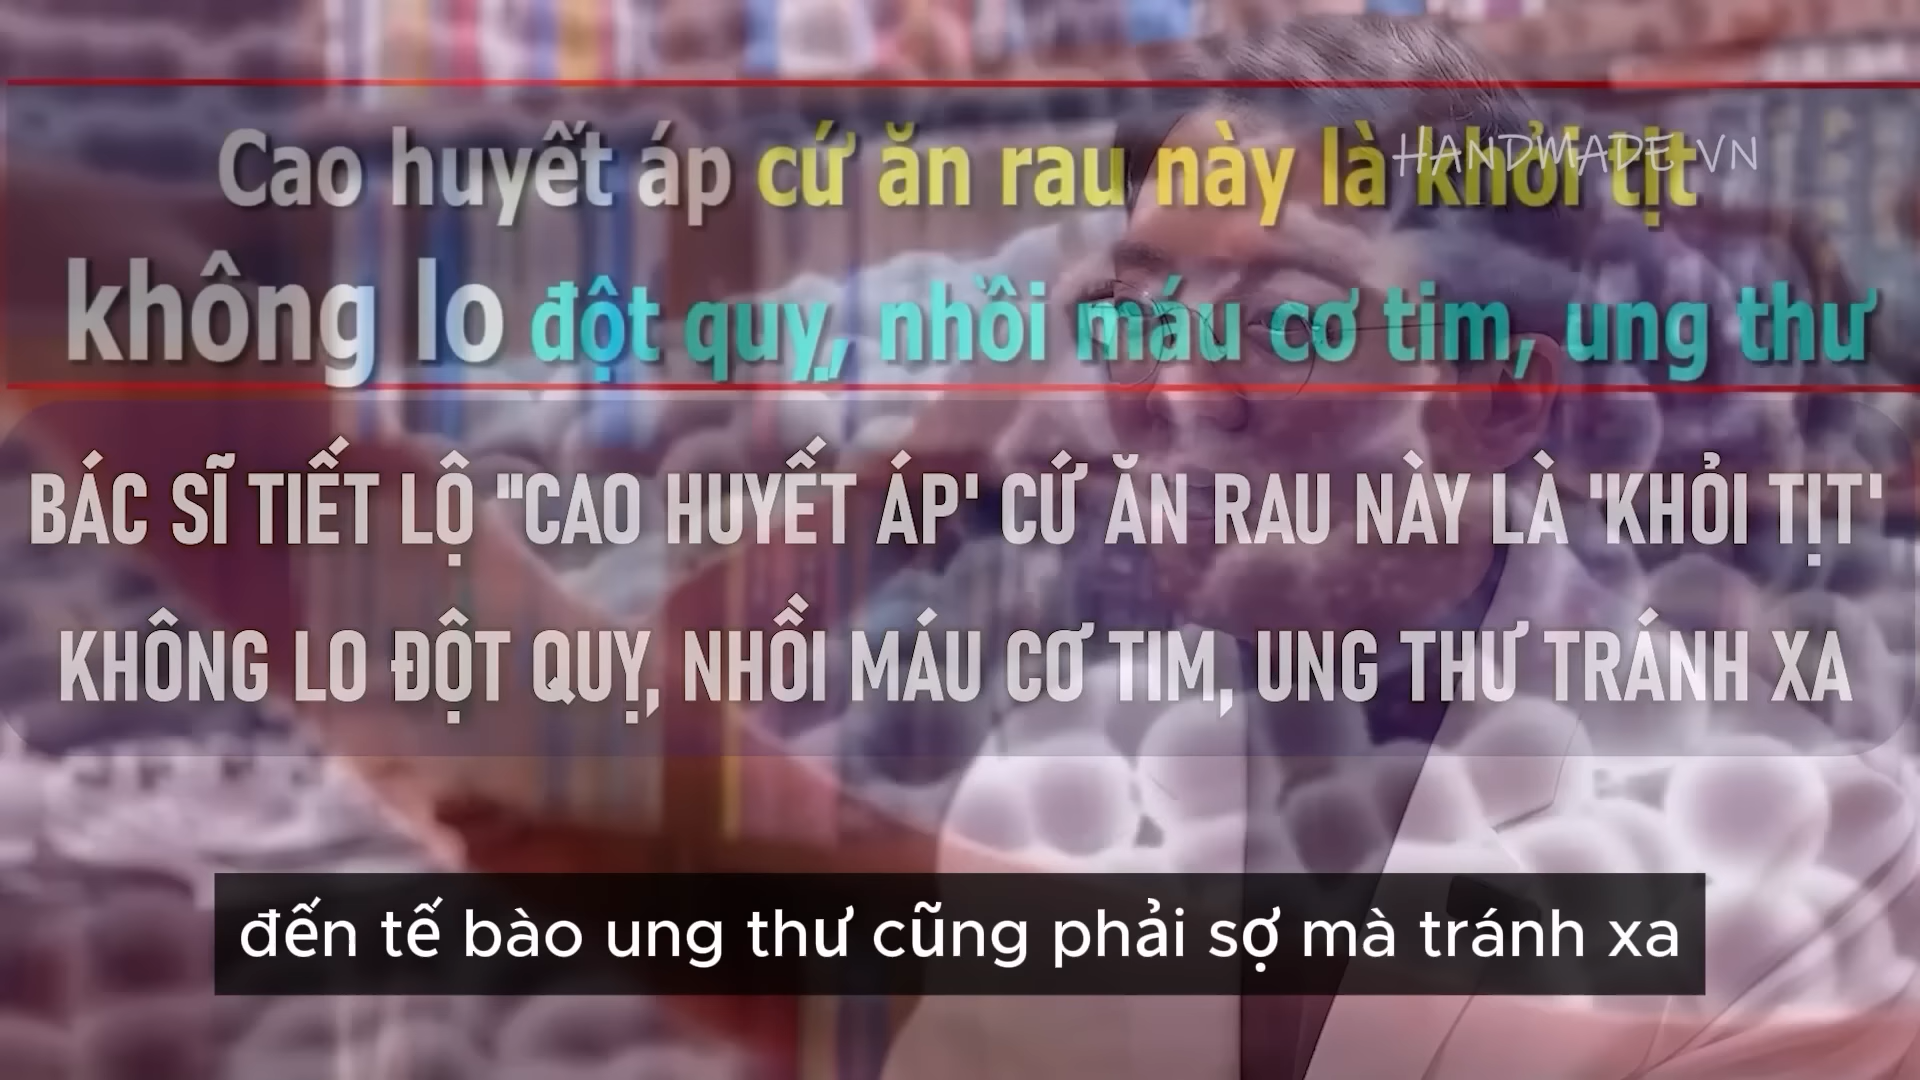 Cao huyết áp cứ ăn rau này là khỏi tịt
HANDMADE VN
không lo đột quỵ, nhồi máu cơ tim, ung thư
BÁC SĨ TIẾT LỘ "CAO HUYẾT ÁP' CỨ ĂN RAU NÀY LÀ 'KHỎI TỊT'
KHÔNG LO ĐỘT QUỴ, NHỒI MÁU CƠ TIM, UNG THƯ TRÁNH XA
đến tế bào ung thư cũng phải sợ mà tránh xa